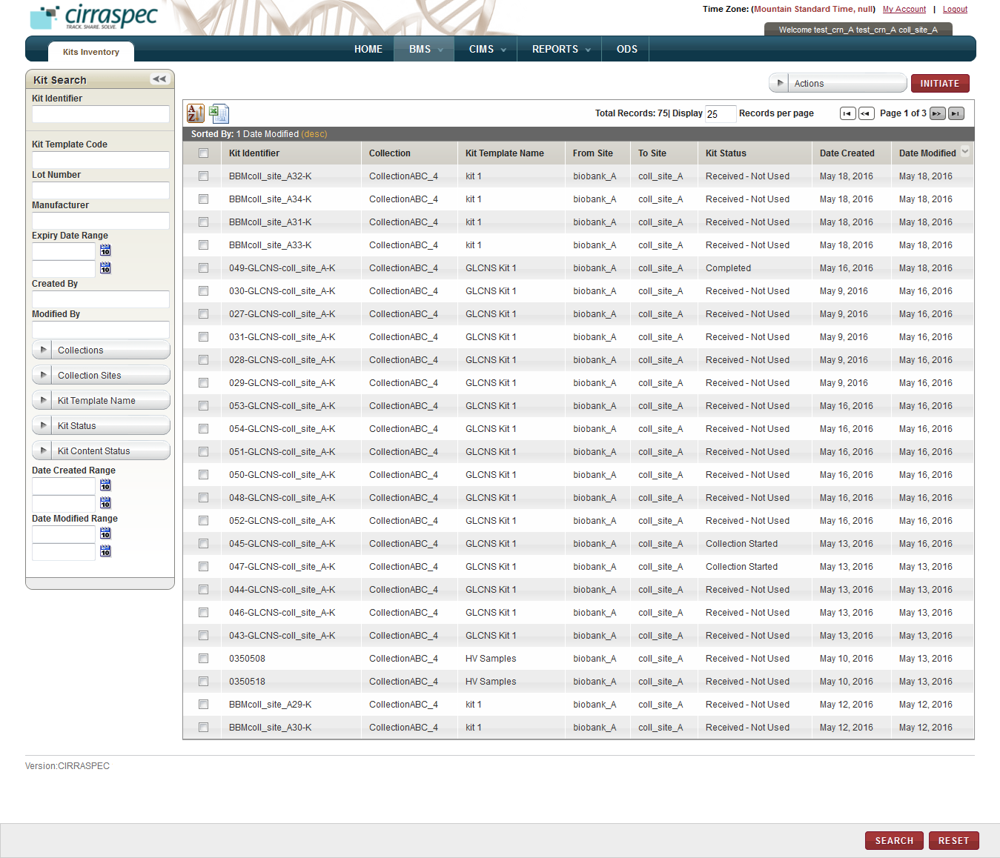 cirraspec
TRACK. SHARE. SOLVE.
Time Zone: (Mountain Standard Time, null) My Account | Logout
Welcome test_crn_A test_crn_A coll_site_A
Kits Inventory
HOME BMS CIMS REPORTS ODS
Kit Search
Kit Identifier
Kit Template Code
Lot Number
Manufacturer
Expiry Date Range
10
10
Created By
Modified By
Collections
Collection Sites
Kit Template Name
Kit Status
Kit Content Status
Date Created Range
10
10
Date Modified Range
10
10
Actions INITIATE
A Z Total Records: 75| Display 25 Records per page Page 1 of 3
Sorted By: 1 Date Modified (desc)
Kit Identifier Collection Kit Template Name From Site To Site Kit Status Date Created Date Modified
BBMcoll_site_A32-K CollectionABC_4 kit 1 biobank_A coll_site_A Received - Not Used May 18, 2016 May 18, 2016
BBMcoll_site_A34-K CollectionABC_4 kit 1 biobank_A coll_site_A Received - Not Used May 18, 2016 May 18, 2016
BBMcoll_site_A31-K CollectionABC_4 kit 1 biobank_A coll_site_A Received - Not Used May 18, 2016 May 18, 2016
BBMcoll_site_A33-K CollectionABC_4 kit 1 biobank_A coll_site_A Received - Not Used May 18, 2016 May 18, 2016
049-GLCNS-coll_site_A-K CollectionABC_4 GLCNS Kit 1 biobank_A coll_site_A Completed May 16, 2016 May 18, 2016
030-GLCNS-coll_site_A-K CollectionABC_4 GLCNS Kit 1 biobank_A coll_site_A Received - Not Used May 9, 2016 May 16, 2016
027-GLCNS-coll_site_A-K CollectionABC_4 GLCNS Kit 1 biobank_A coll_site_A Received - Not Used May 9, 2016 May 16, 2016
031-GLCNS-coll_site_A-K CollectionABC_4 GLCNS Kit 1 biobank_A coll_site_A Received - Not Used May 9, 2016 May 16, 2016
028-GLCNS-coll_site_A-K CollectionABC_4 GLCNS Kit 1 biobank_A coll_site_A Received - Not Used May 9, 2016 May 16, 2016
029-GLCNS-coll_site_A-K CollectionABC_4 GLCNS Kit 1 biobank_A coll_site_A Received - Not Used May 9, 2016 May 16, 2016
053-GLCNS-coll_site_A-K CollectionABC_4 GLCNS Kit 1 biobank_A coll_site_A Received - Not Used May 16, 2016 May 16, 2016
054-GLCNS-coll_site_A-K CollectionABC_4 GLCNS Kit 1 biobank_A coll_site_A Received - Not Used May 16, 2016 May 16, 2016
051-GLCNS-coll_site_A-K CollectionABC_4 GLCNS Kit 1 biobank_A coll_site_A Received - Not Used May 16, 2016 May 16, 2016
050-GLCNS-coll_site_A-K CollectionABC_4 GLCNS Kit 1 biobank_A coll_site_A Received - Not Used May 16, 2016 May 16, 2016
048-GLCNS-coll_site_A-K CollectionABC_4 GLCNS Kit 1 biobank_A coll_site_A Received - Not Used May 16, 2016 May 16, 2016
052-GLCNS-coll_site_A-K CollectionABC_4 GLCNS Kit 1 biobank_A coll_site_A Received - Not Used May 16, 2016 May 16, 2016
045-GLCNS-coll_site_A-K CollectionABC_4 GLCNS Kit 1 biobank_A coll_site_A Collection Started May 13, 2016 May 16, 2016
047-GLCNS-coll_site_A-K CollectionABC_4 GLCNS Kit 1 biobank_A coll_site_A Collection Started May 13, 2016 May 13, 2016
044-GLCNS-coll_site_A-K CollectionABC_4 GLCNS Kit 1 biobank_A coll_site_A Received - Not Used May 13, 2016 May 13, 2016
046-GLCNS-coll_site_A-K CollectionABC_4 GLCNS Kit 1 biobank_A coll_site_A Received - Not Used May 13, 2016 May 13, 2016
043-GLCNS-coll_site_A-K CollectionABC_4 GLCNS Kit 1 biobank_A coll_site_A Received - Not Used May 13, 2016 May 13, 2016
0350508 CollectionABC_4 HV Samples biobank_A coll_site_A Received - Not Used May 10, 2016 May 13, 2016
0350518 CollectionABC_4 HV Samples biobank_A coll_site_A Received - Not Used May 10, 2016 May 13, 2016
BBMcoll_site_A29-K CollectionABC_4 kit 1 biobank_A coll_site_A Received - Not Used May 12, 2016 May 12, 2016
BBMcoll_site_A30-K CollectionABC_4 kit 1 biobank_A coll_site_A Received - Not Used May 12, 2016 May 12, 2016
Version:CIRRASPEC
SEARCH RESET